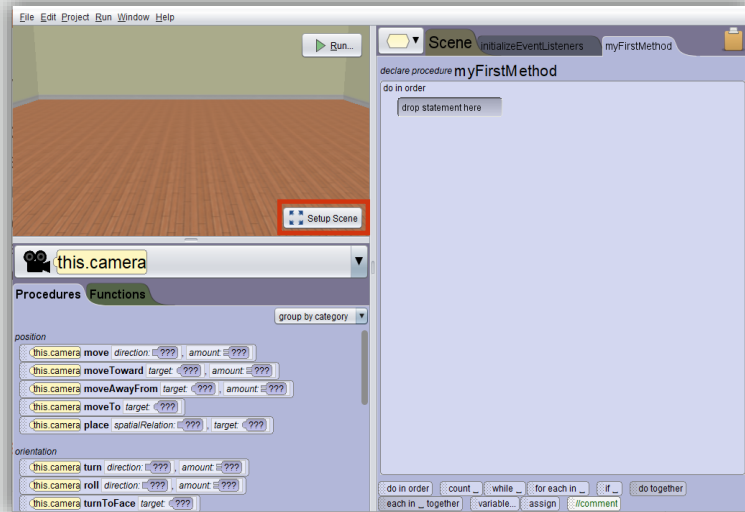 File Edit Project Run Window Help
Run...
Setup Scene
this.camera
Procedures Functions
group by category
position
this.camera move direction: ??? , amount: ???
this.camera moveToward target: ??? , amount: ???
this.camera moveAwayFrom target: ??? , amount: ???
this.camera moveTo target: ???
this.camera place spatialRelation: ??? , target: ???
orientation
this.camera turn direction: ??? , amount: ???
this.camera roll direction: ??? , amount: ???
this.camera turnToFace target: ???
Scene initializeEventListeners myFirstMethod
declare procedure myFirstMethod
do in order
drop statement here
do in order count _ while _ for each in _ if _ do together
each in _ together variable... assign //comment